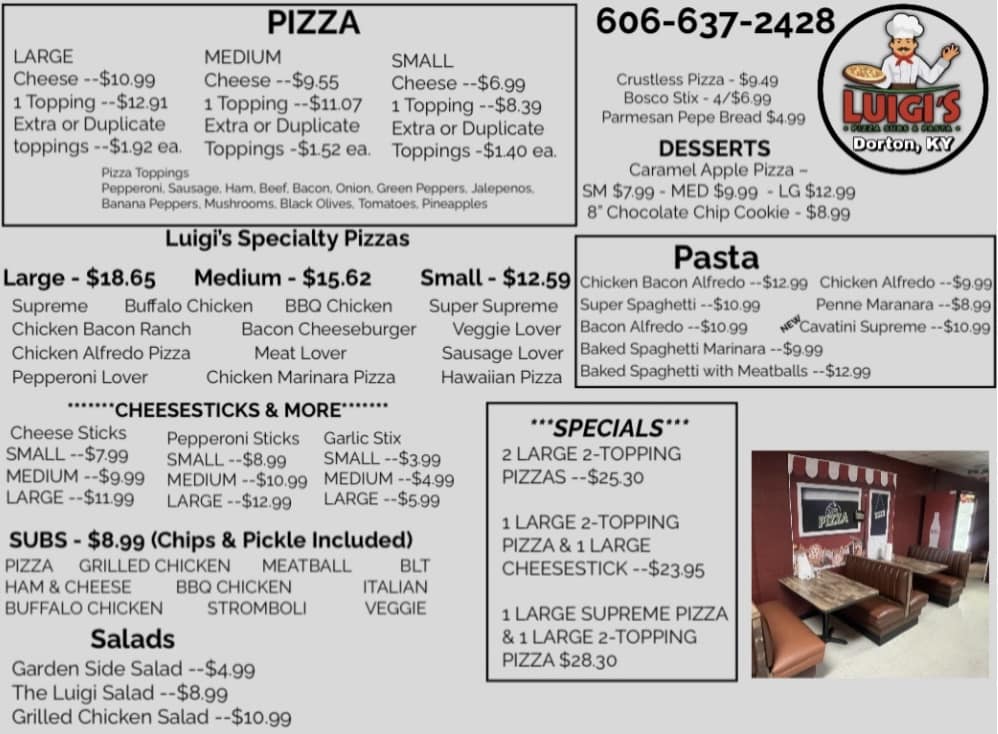 PIZZA
LARGE
Cheese --$10.99
1 Topping --$12.91
Extra or Duplicate
toppings --$1.92 ea.
MEDIUM
Cheese --$9.55
1 Topping --$11.07
Extra or Duplicate
Toppings -$1.52 ea.
SMALL
Cheese --$6.99
1 Topping --$8.39
Extra or Duplicate
Toppings -$1.40 ea.
Pizza Toppings
Pepperoni, Sausage, Ham, Beef, Bacon, Onion, Green Peppers, Jalepenos,
Banana Peppers, Mushrooms, Black Olives, Tomatoes, Pineapples
606-637-2428
Crustless Pizza - $9.49
Bosco Stix - 4/$6.99
Parmesan Pepe Bread $4.99
LUIGI'S
• PIZZA SUBS & PASTA •
Dorton, KY
DESSERTS
Caramel Apple Pizza ~
SM $7.99 - MED $9.99 - LG $12.99
8" Chocolate Chip Cookie - $8.99
Luigi's Specialty Pizzas
Large - $18.65 Medium - $15.62 Small - $12.59
Supreme Buffalo Chicken BBQ Chicken Super Supreme
Chicken Bacon Ranch Bacon Cheeseburger Veggie Lover
Chicken Alfredo Pizza Meat Lover Sausage Lover
Pepperoni Lover Chicken Marinara Pizza Hawaiian Pizza
Pasta
Chicken Bacon Alfredo --$12.99 Chicken Alfredo --$9.99
Super Spaghetti --$10.99 Penne Maranara --$8.99
Bacon Alfredo --$10.99 NEW Cavatini Supreme --$10.99
Baked Spaghetti Marinara --$9.99
Baked Spaghetti with Meatballs --$12.99
*******CHEESESTICKS & MORE*******
Cheese Sticks
SMALL --$7.99
MEDIUM --$9.99
LARGE --$11.99
Pepperoni Sticks
SMALL --$8.99
MEDIUM --$10.99
LARGE --$12.99
Garlic Stix
SMALL --$3.99
MEDIUM --$4.99
LARGE --$5.99
SUBS - $8.99 (Chips & Pickle Included)
PIZZA GRILLED CHICKEN MEATBALL BLT
HAM & CHEESE BBQ CHICKEN ITALIAN
BUFFALO CHICKEN STROMBOLI VEGGIE
Salads
Garden Side Salad --$4.99
The Luigi Salad --$8.99
Grilled Chicken Salad --$10.99
***SPECIALS***
2 LARGE 2-TOPPING
PIZZAS --$25.30
1 LARGE 2-TOPPING
PIZZA & 1 LARGE
CHEESESTICK --$23.95
1 LARGE SUPREME PIZZA
& 1 LARGE 2-TOPPING
PIZZA $28.30
PIZZA